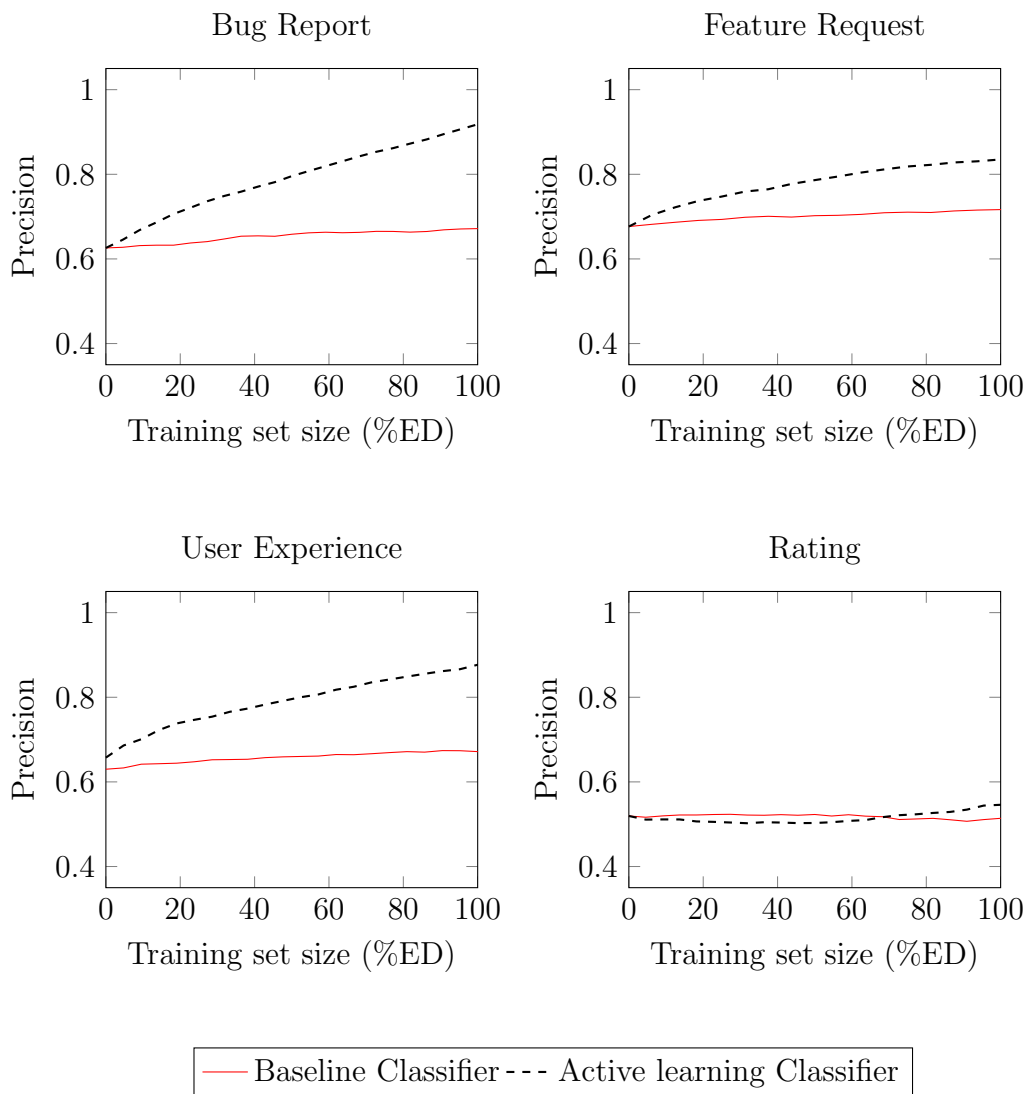 Bug Report
Feature Request
1
0.8
0.6
0.4
Precision
0 20 40 60 80 100
Training set size (%ED)
1
0.8
0.6
0.4
Precision
0 20 40 60 80 100
Training set size (%ED)
User Experience
Rating
1
0.8
0.6
0.4
Precision
0 20 40 60 80 100
Training set size (%ED)
1
0.8
0.6
0.4
Precision
0 20 40 60 80 100
Training set size (%ED)
Baseline Classifier Active learning Classifier